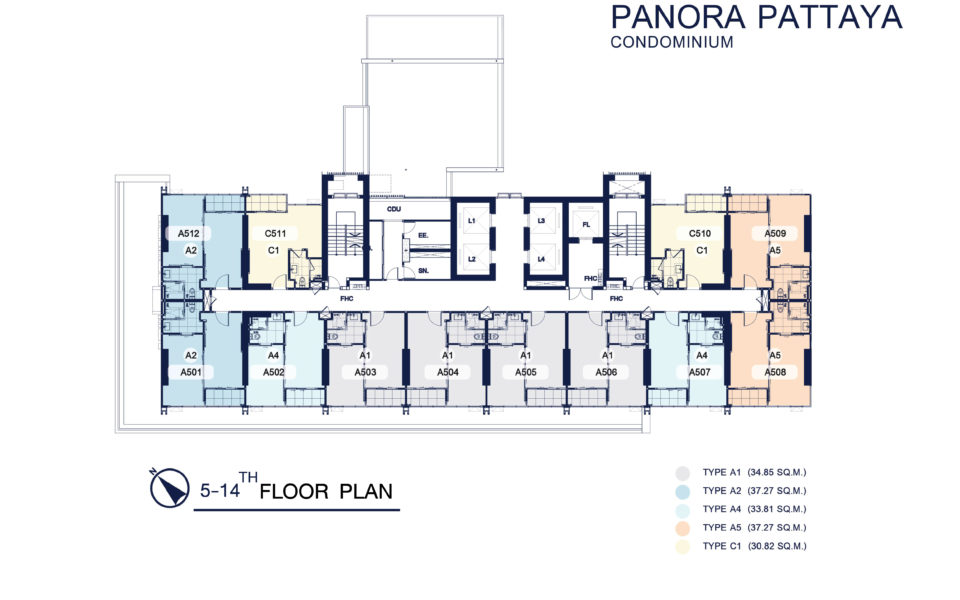 PANORA PATTAYA
CONDOMINIUM
CDU
L1
L3
FL
EE.
L2
L4
SN.
FHC
FHC
FHC
A512
A2
C511
C1
C510
C1
A509
A5
A2
A501
A4
A502
A1
A503
A1
A504
A1
A505
A1
A506
A4
A507
A5
A508
N
5-14TH FLOOR PLAN
TYPE A1 (34.85 SQ.M.)
TYPE A2 (37.27 SQ.M.)
TYPE A4 (33.81 SQ.M.)
TYPE A5 (37.27 SQ.M.)
TYPE C1 (30.82 SQ.M.)